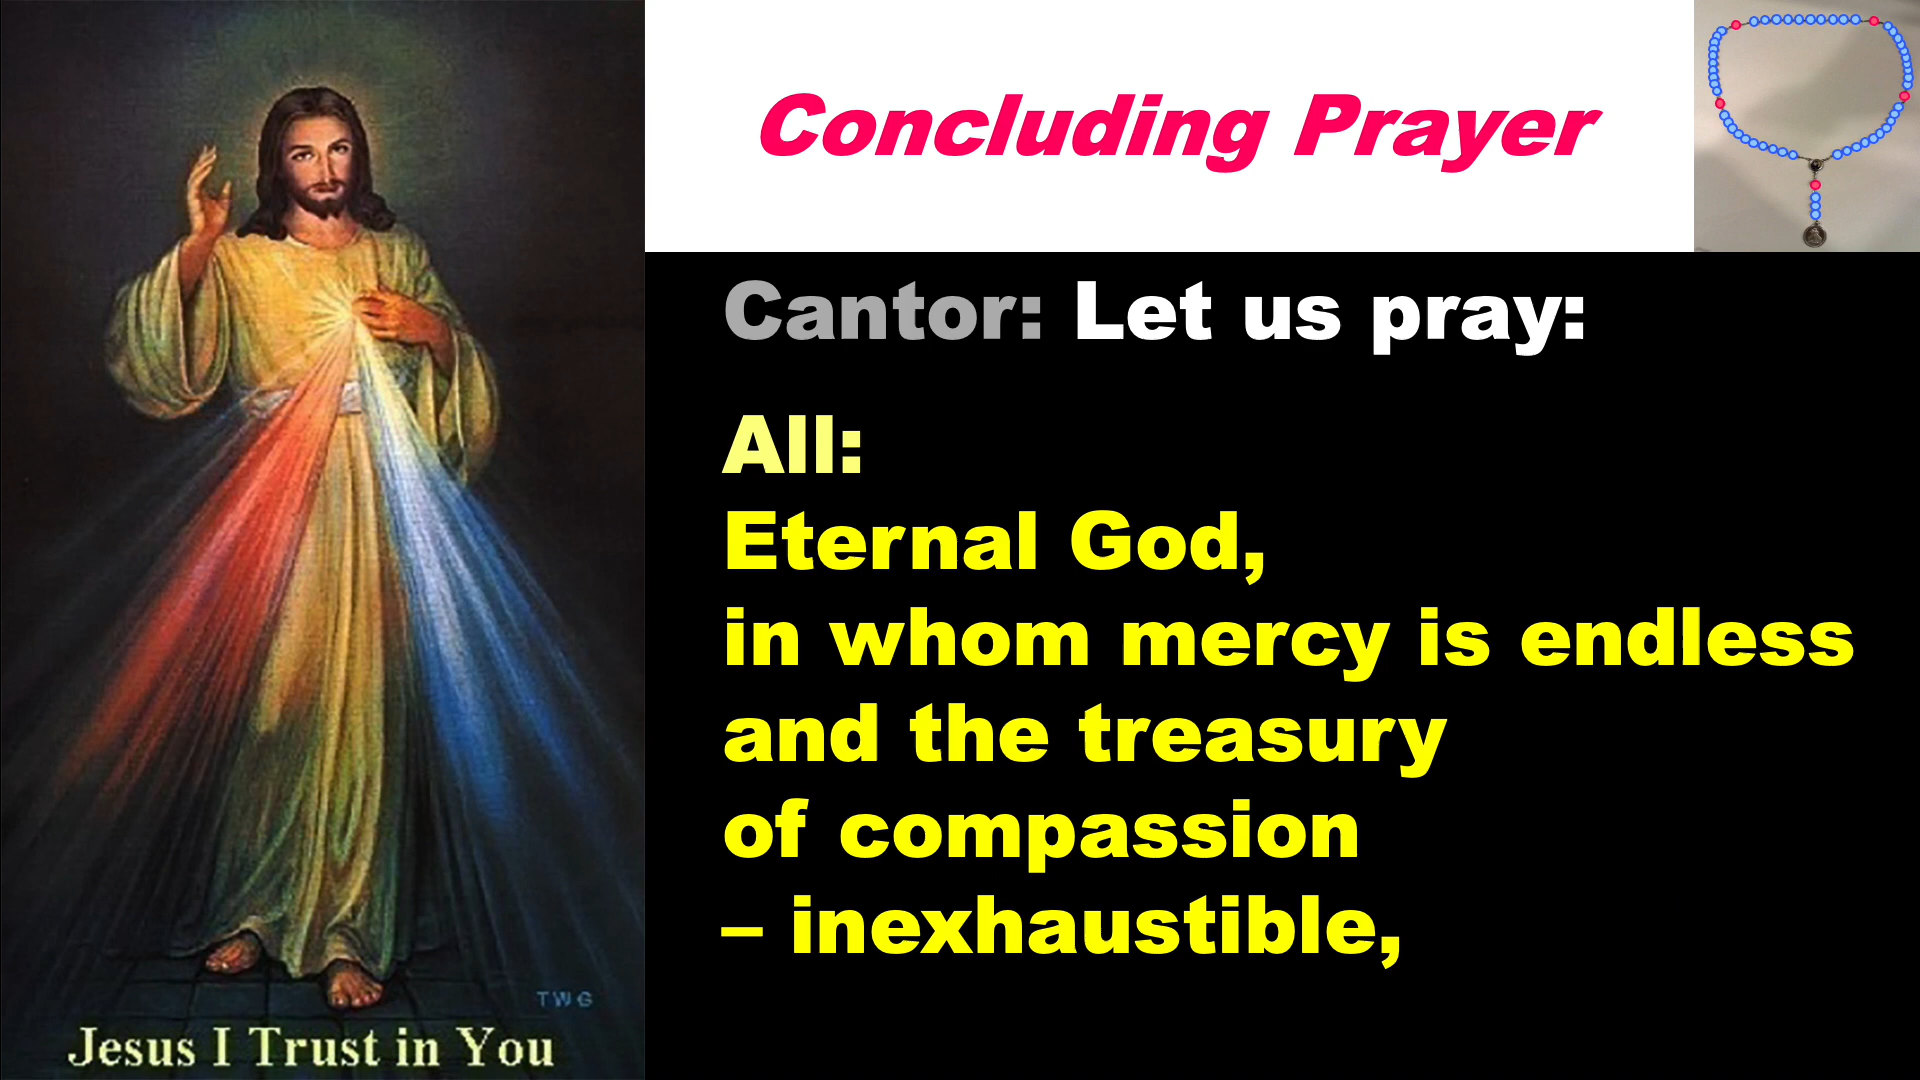 Concluding Prayer
Cantor: Let us pray:
All:
Eternal God,
in whom mercy is endless
and the treasury
of compassion
– inexhaustible,
TWG
Jesus I Trust in You